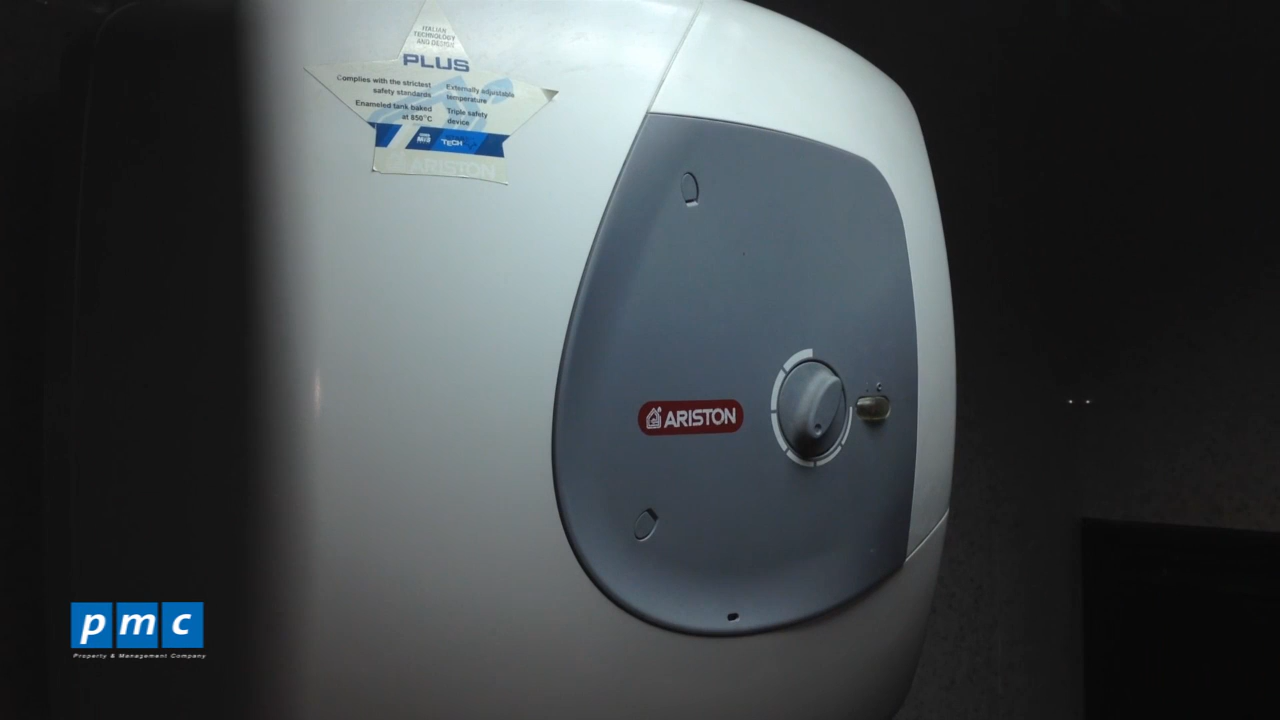 ITALIAN
TECHNOLOGY
AND DESIGN
PLUS
Complies with the strictest
safety standards
Externally adjustable
temperature
Enameled tank baked
at 850°C
Triple safety
device
TECH
ARISTON
ARISTON
pmc
Property & Management Company